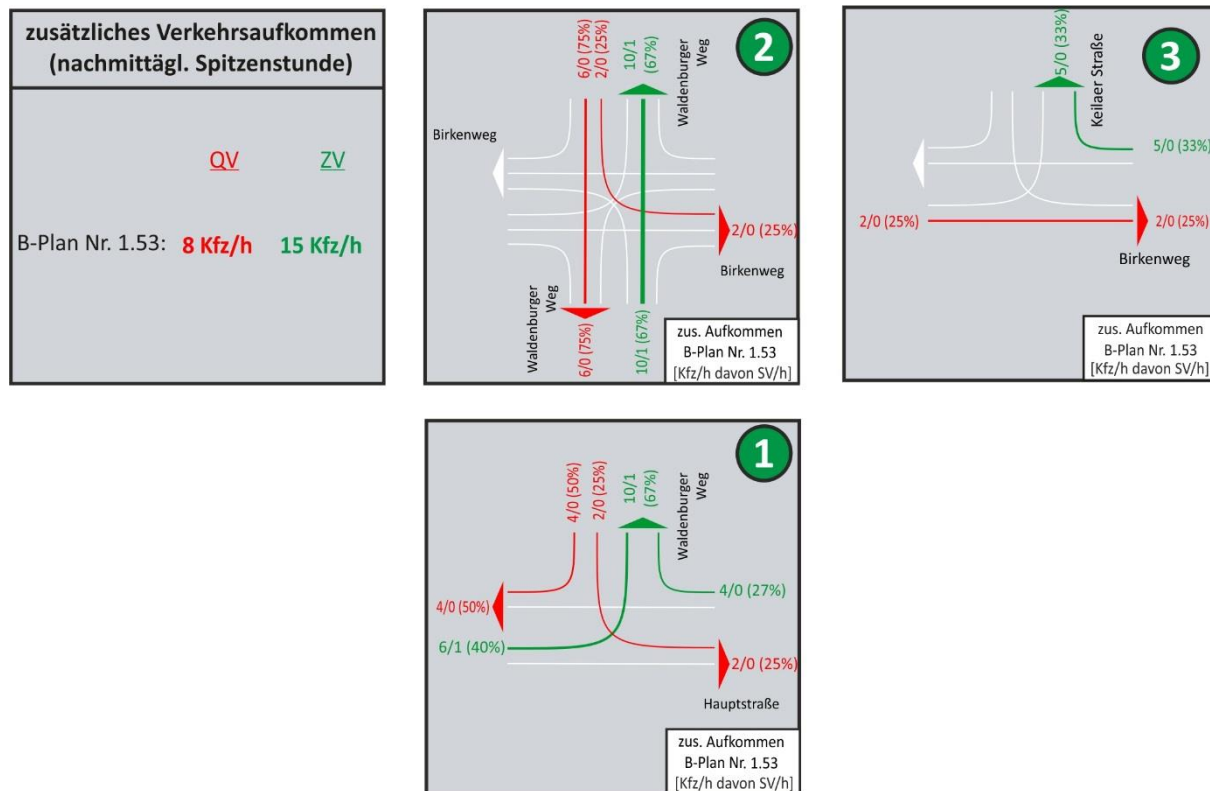 zusätzliches Verkehrsaufkommen
(nachmittägl. Spitzenstunde)
QV ZV
B-Plan Nr. 1.53: 8 Kfz/h 15 Kfz/h
2
6/0 (75%)
2/0 (25%)
10/1
(67%)
Waldenburger
Weg
Birkenweg
2/0 (25%)
Birkenweg
Waldenburger
Weg
6/0 (75%)
10/1 (67%)
zus. Aufkommen
B-Plan Nr. 1.53
[Kfz/h davon SV/h]
3
5/0 (33%)
Keilaer Straße
5/0 (33%)
2/0 (25%)
2/0 (25%)
Birkenweg
zus. Aufkommen
B-Plan Nr. 1.53
[Kfz/h davon SV/h]
1
4/0 (50%)
2/0 (25%)
10/1
(67%)
Waldenburger
Weg
4/0 (50%)
4/0 (27%)
6/1 (40%)
2/0 (25%)
Hauptstraße
zus. Aufkommen
B-Plan Nr. 1.53
[Kfz/h davon SV/h]